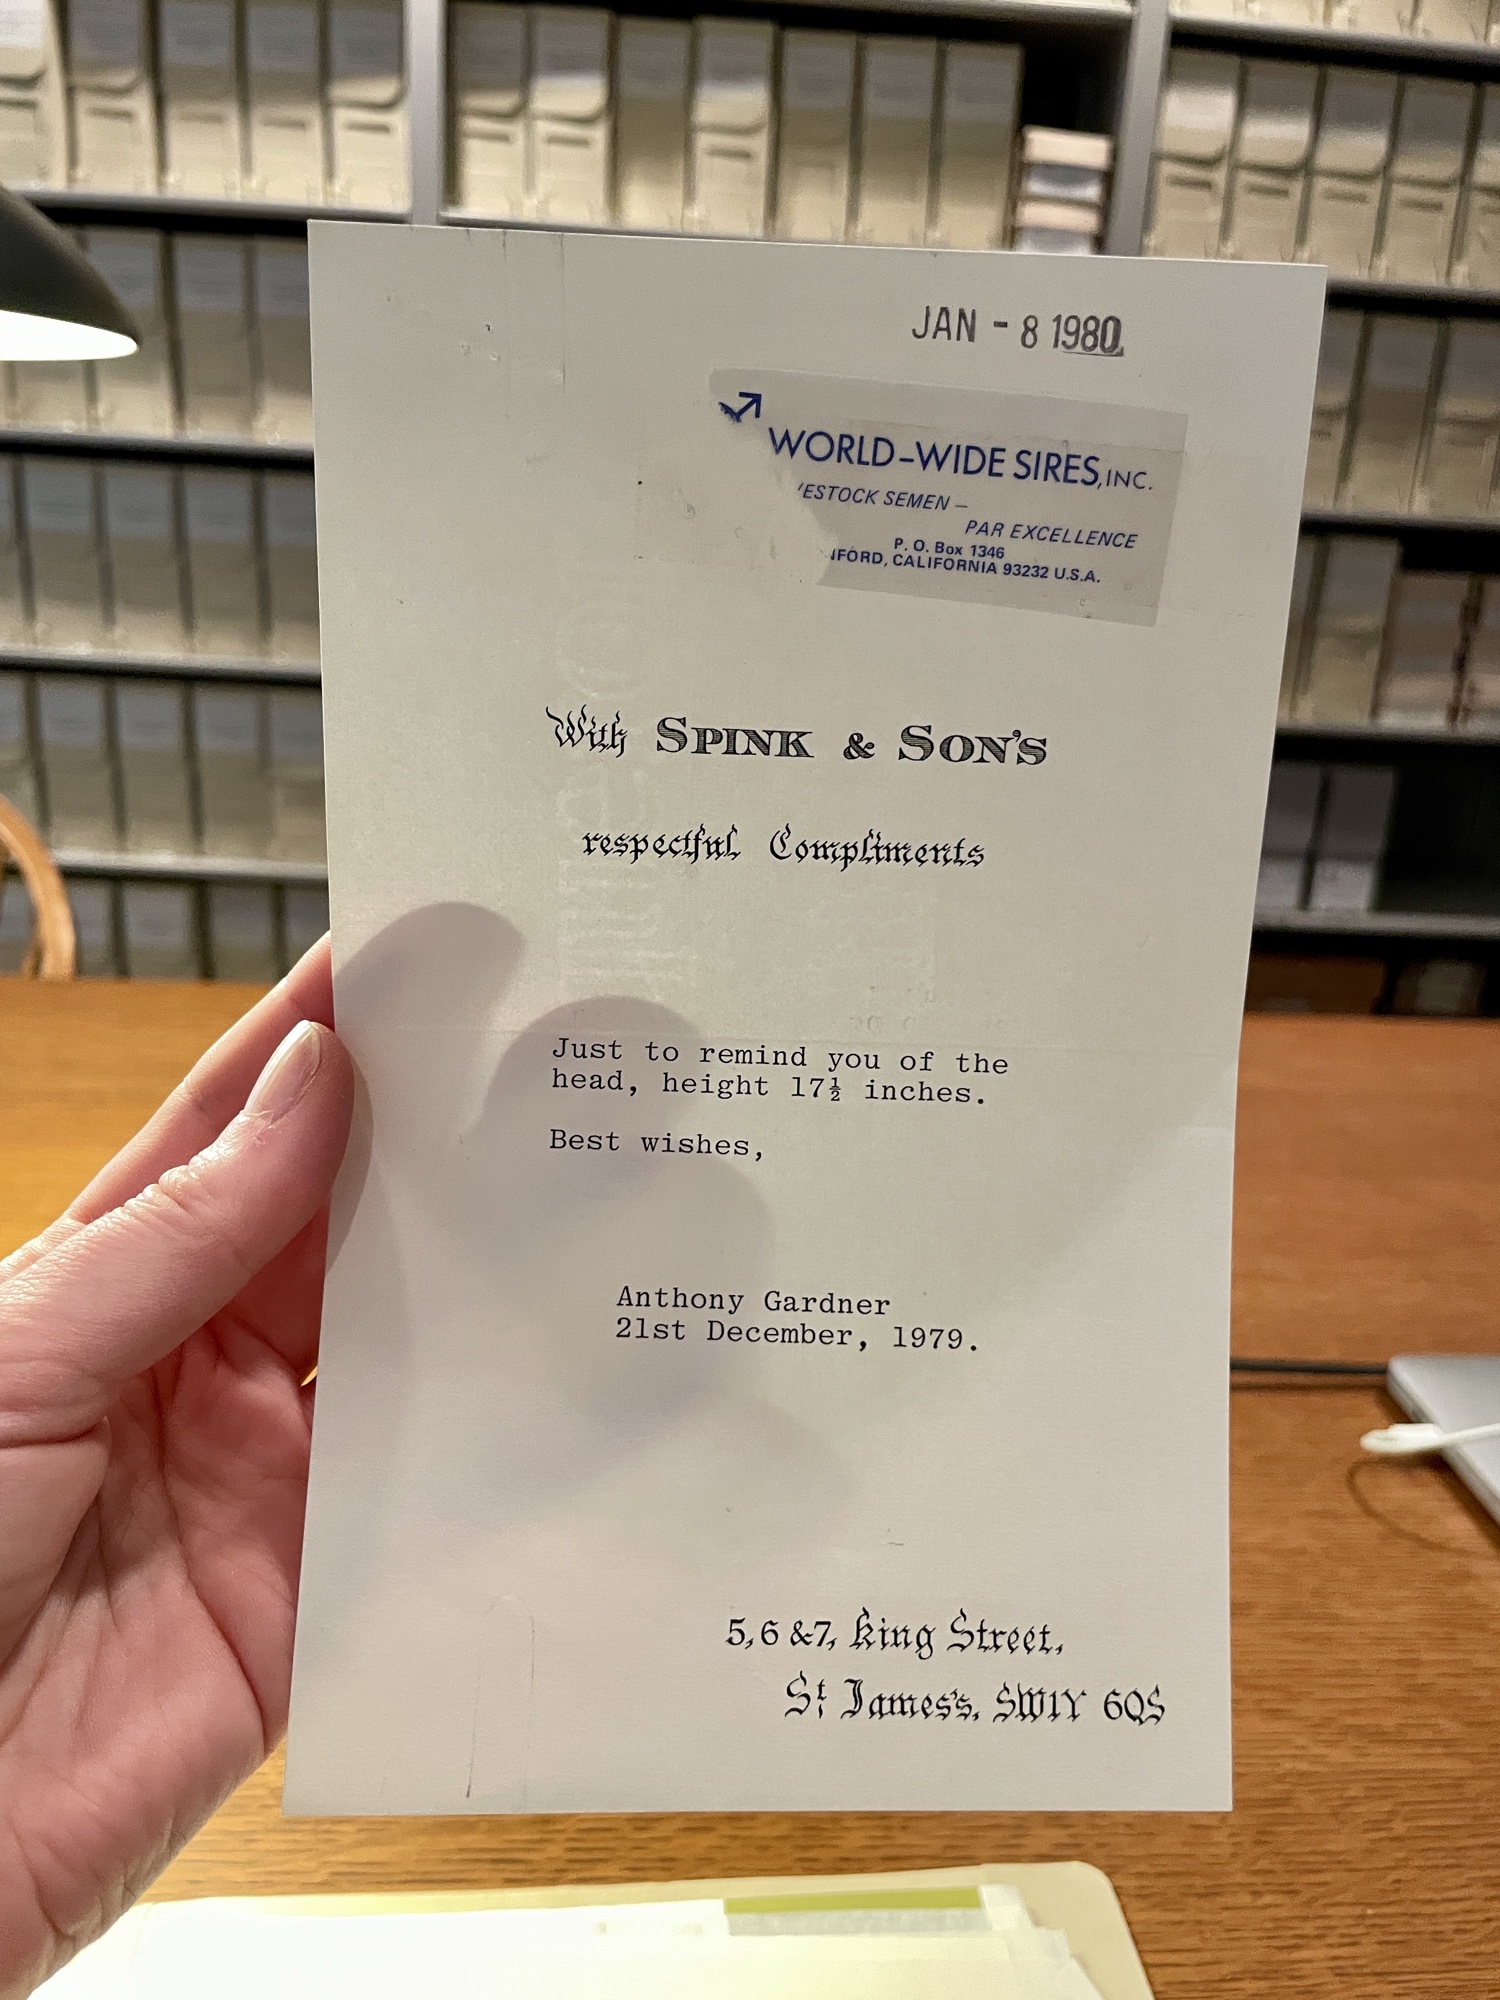 JAN - 8 1980
WORLD-WIDE SIRES, INC.
ESTOCK SEMEN —
PAR EXCELLENCE
P. O. Box 1346
FORD, CALIFORNIA 93232 U.S.A.
With SPINK & SON'S
respectful Compliments
Just to remind you of the
head, height 17½ inches.
Best wishes,
Anthony Gardner
21st December, 1979.
5, 6 & 7, King Street,
St James's, SW1Y 6QS